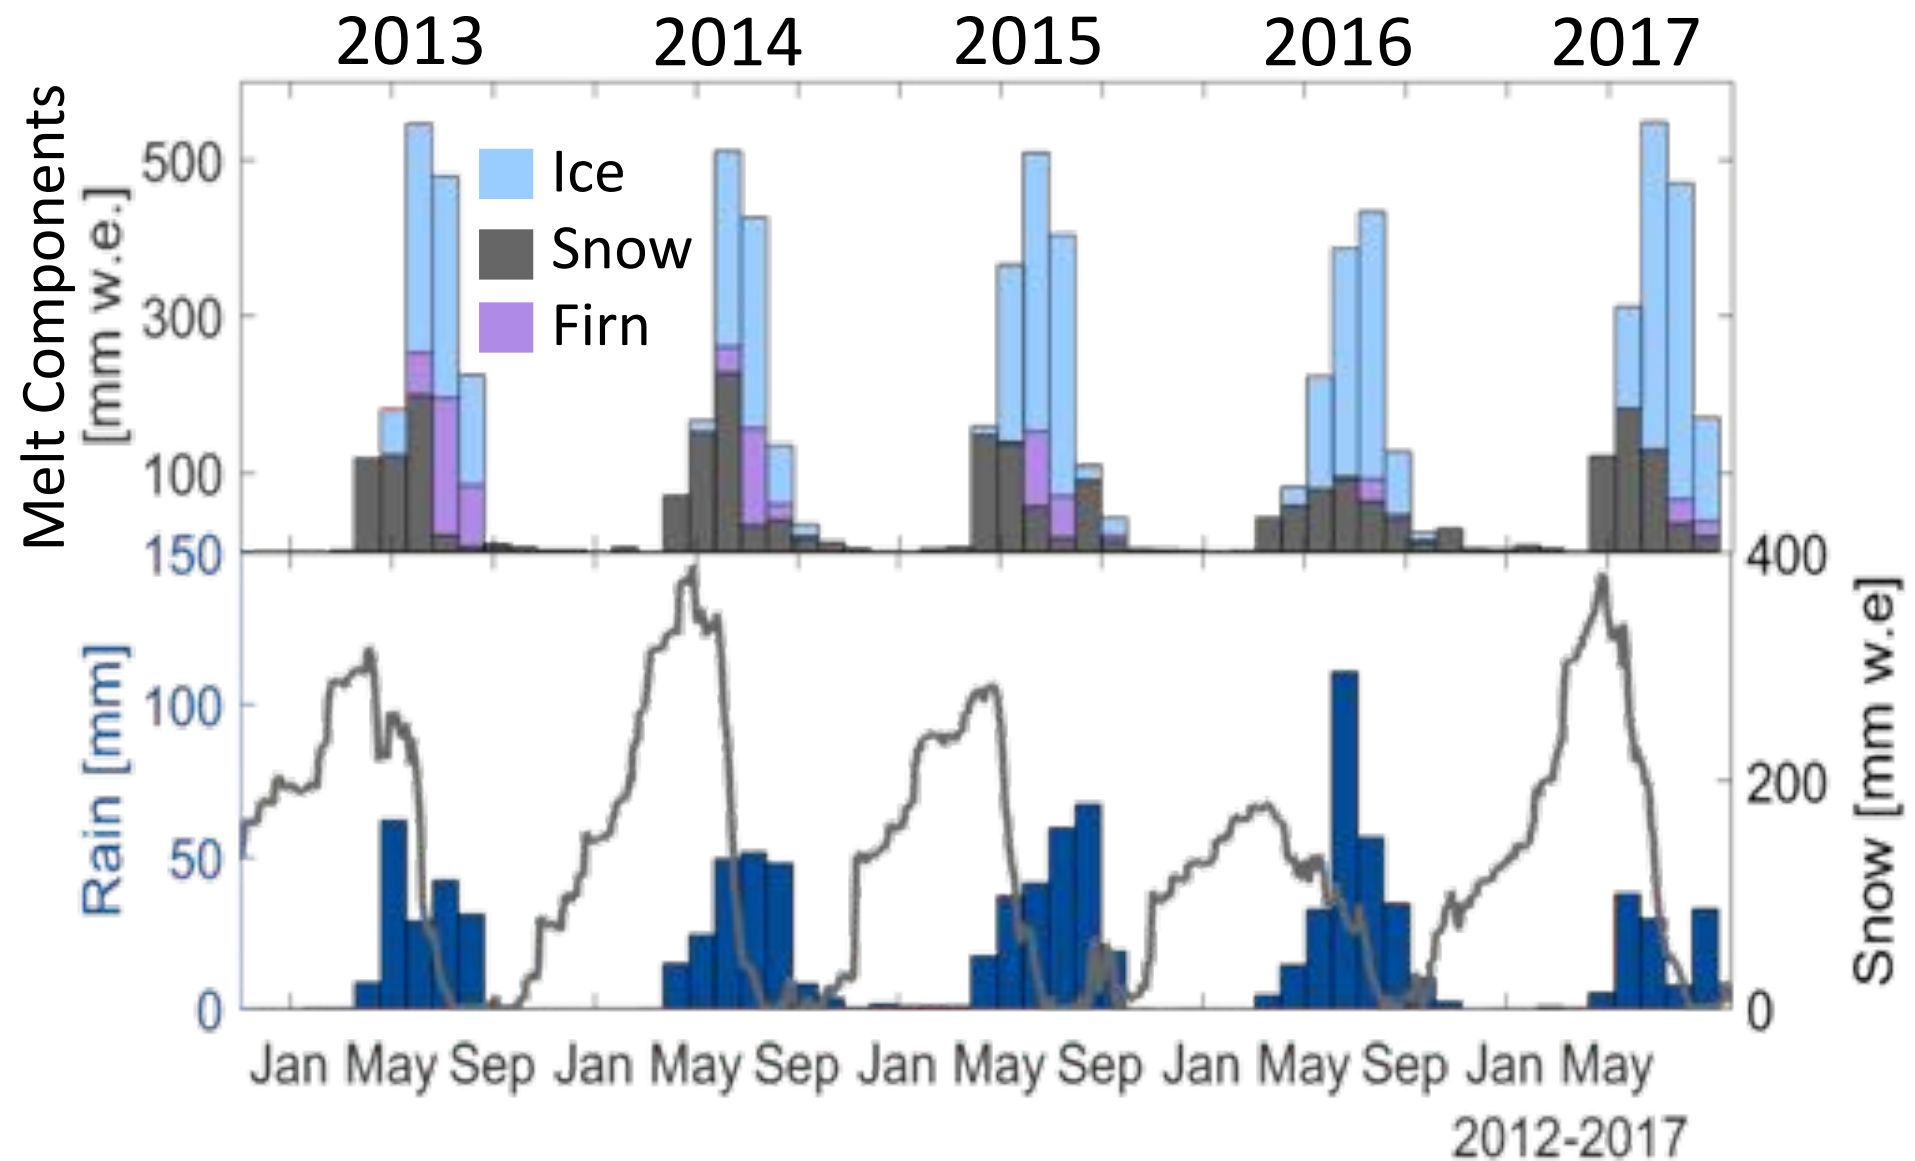 2013 2014 2015 2016 2017
Melt Components
[mm w.e.]
500
300
100
Ice
Snow
Firn
150
100
50
0
Rain [mm]
400
200
0
Snow [mm w.e]
Jan May Sep Jan May Sep Jan May Sep Jan May Sep Jan May
2012-2017